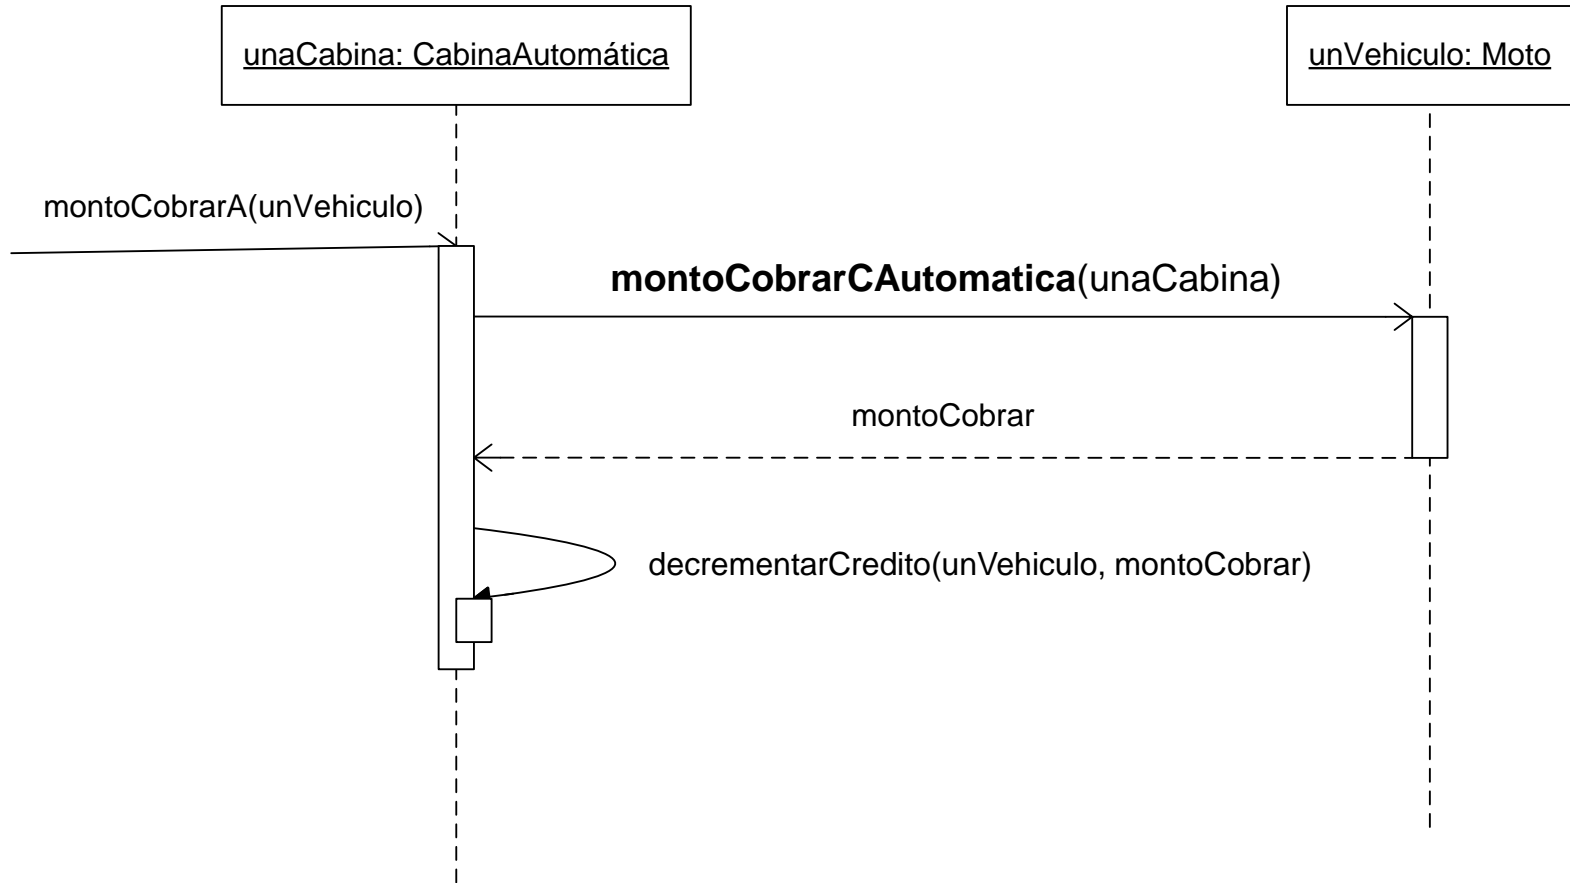 unaCabina: CabinaAutomática
unVehiculo: Moto
montoCobrarA(unVehiculo)
montoCobrarCAutomatica(unaCabina)
montoCobrar
decrementarCredito(unVehiculo, montoCobrar)